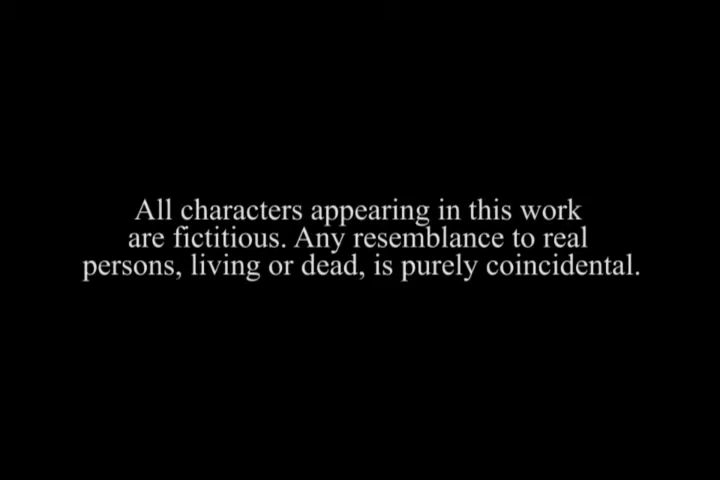 All characters appearing in this work
are fictitious. Any resemblance to real
persons, living or dead, is purely coincidental.